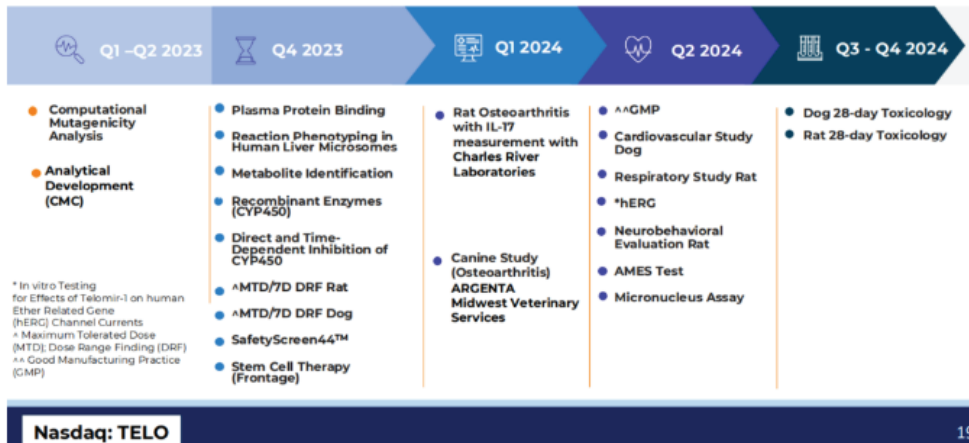 Q1 –Q2 2023
Q4 2023
Q1 2024
Q2 2024
Q3 - Q4 2024
Computational
Mutagenicity
Analysis
Analytical
Development
(CMC)
* In vitro Testing
for Effects of Telomir-1 on human
Ether Related Gene
(hERG) Channel Currents
^ Maximum Tolerated Dose
(MTD); Dose Range Finding (DRF)
^^ Good Manufacturing Practice
(GMP)
Plasma Protein Binding
Reaction Phenotyping in
Human Liver Microsomes
Metabolite Identification
Recombinant Enzymes
(CYP450)
Direct and Time-
Dependent Inhibition of
CYP450
^MTD/7D DRF Rat
^MTD/7D DRF Dog
SafetyScreen44™
Stem Cell Therapy
(Frontage)
Rat Osteoarthritis
with IL-17
measurement with
Charles River
Laboratories
Canine Study
(Osteoarthritis)
ARGENTA
Midwest Veterinary
Services
^^GMP
Cardiovascular Study
Dog
Respiratory Study Rat
*hERG
Neurobehavioral
Evaluation Rat
AMES Test
Micronucleus Assay
Dog 28-day Toxicology
Rat 28-day Toxicology
Nasdaq: TELO
19